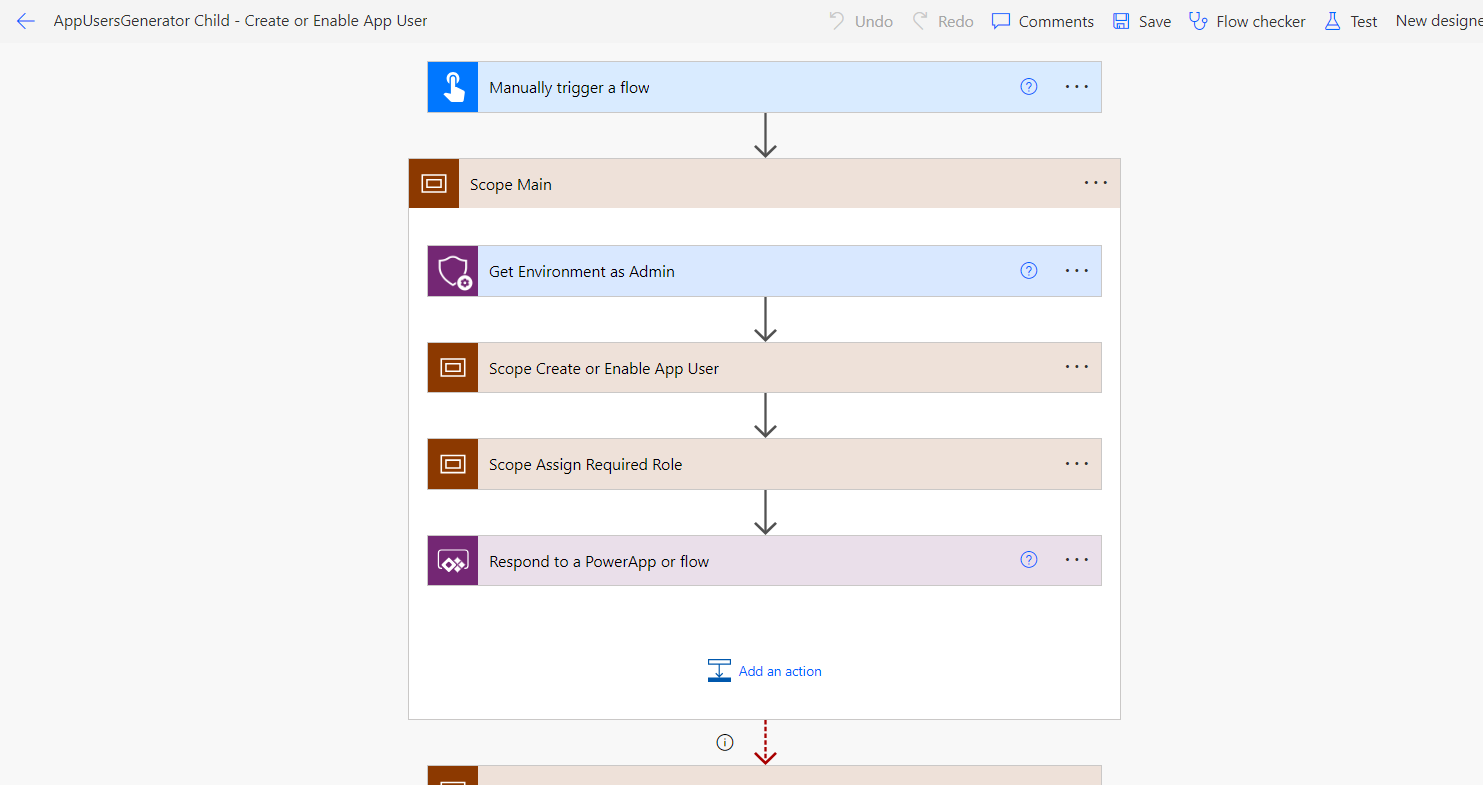 AppUsersGenerator Child - Create or Enable App User
Undo Redo Comments Save Flow checker Test New designe
Manually trigger a flow
Scope Main
Get Environment as Admin
Scope Create or Enable App User
Scope Assign Required Role
Respond to a PowerApp or flow
Add an action